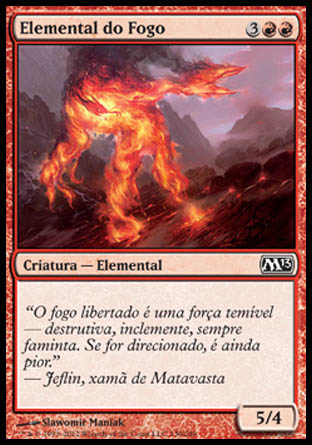 Elemental do Fogo 3
Criatura — Elemental M13
“O fogo libertado é uma força temível
— destrutiva, inclemente, sempre
faminta. Se for direcionado, é ainda
pior.”
— Jeflin, xamã de Matavasta
Slawomir Maniak
5/4